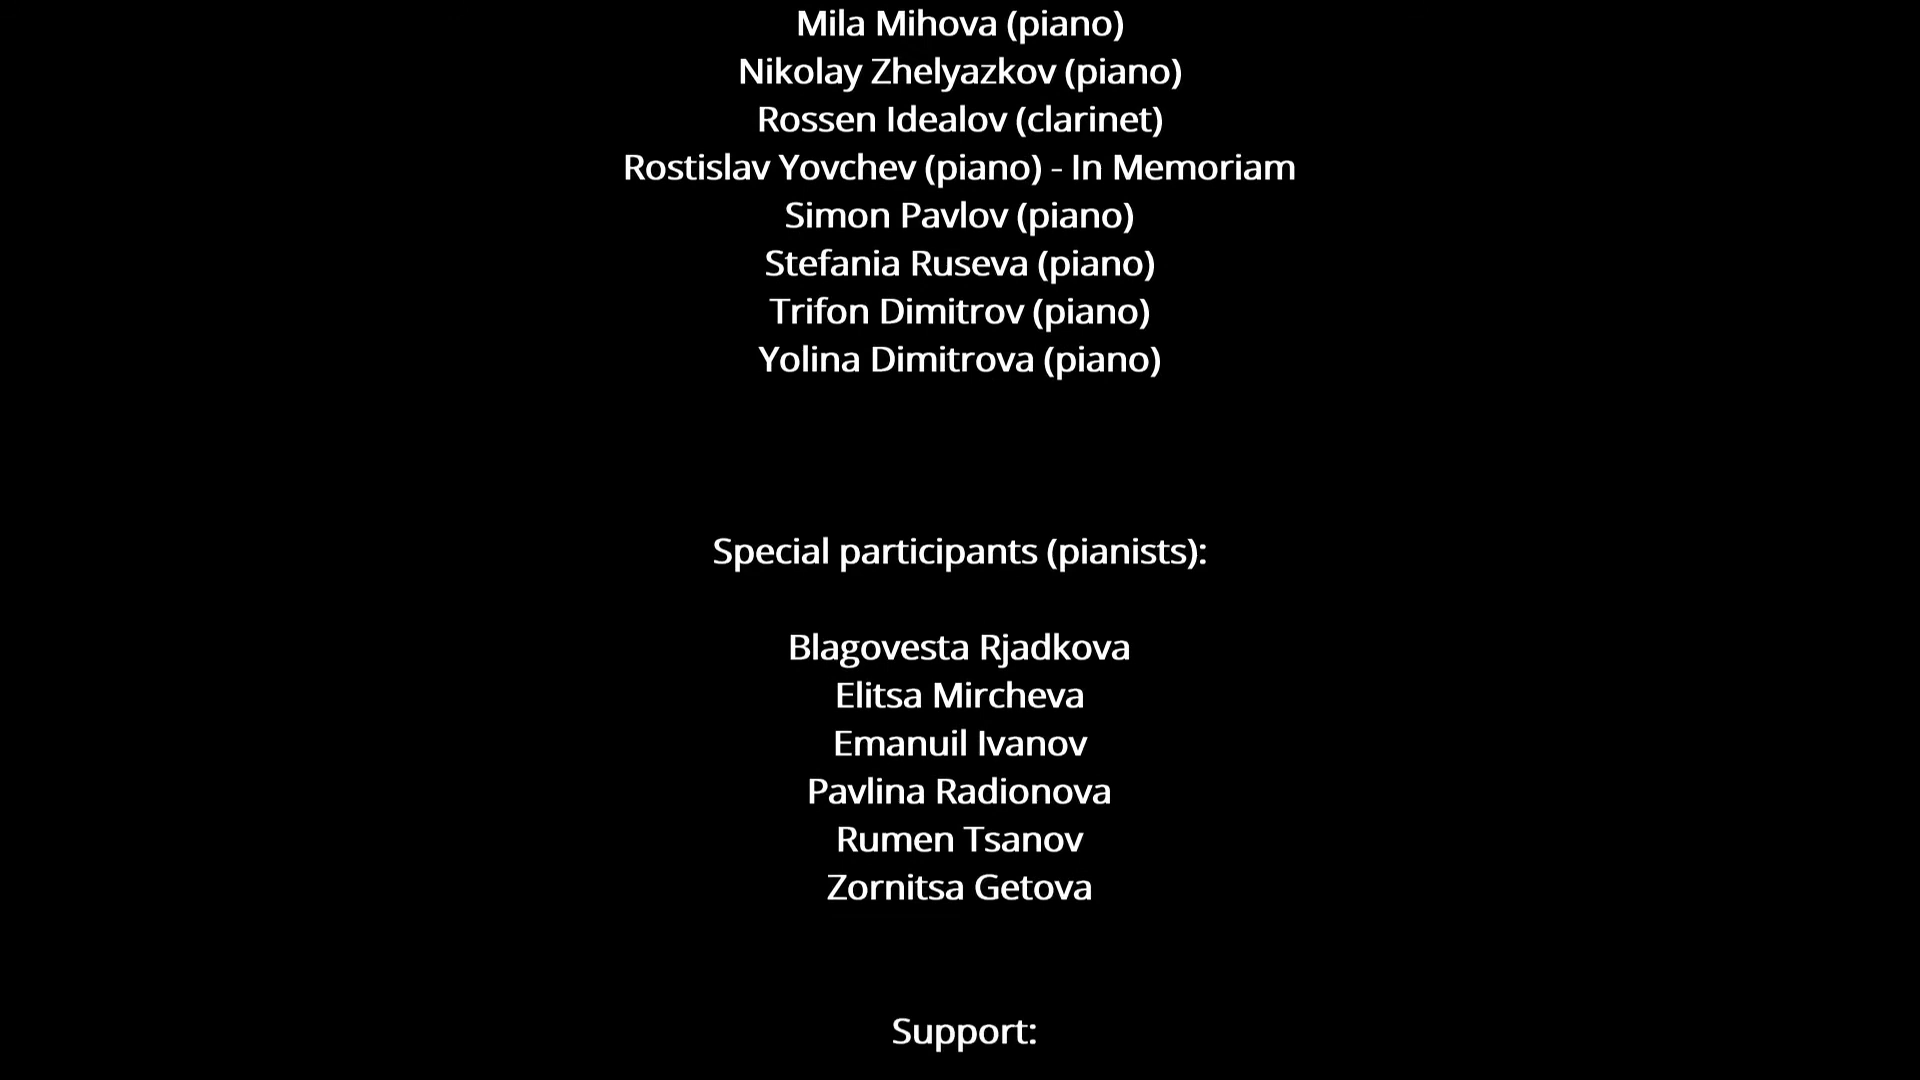 Mila Mihova (piano)
Nikolay Zhelyazkov (piano)
Rossen Idealov (clarinet)
Rostislav Yovchev (piano) - In Memoriam
Simon Pavlov (piano)
Stefania Ruseva (piano)
Trifon Dimitrov (piano)
Yolina Dimitrova (piano)
Special participants (pianists):
Blagovesta Rjadkova
Elitsa Mircheva
Emanuil Ivanov
Pavlina Radionova
Rumen Tsanov
Zornitsa Getova
Support: